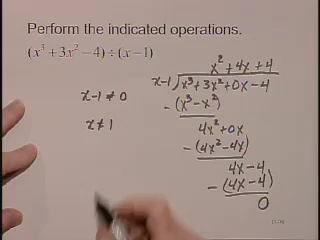 Perform the indicated operations.
(x³ + 3x² − 4) ÷ (x − 1)
x² + 4x + 4
x − 1 ) x³ + 3x² + 0x − 4
x − 1 ≠ 0
− (x³ − x²)
x ≠ 1
4x² + 0x
− (4x² − 4x)
4x − 4
− (4x − 4)
0